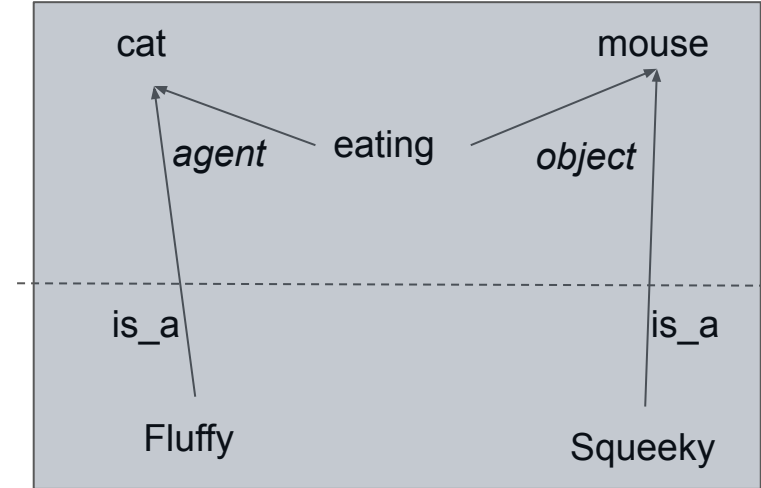 cat
mouse
agent
eating
object
is_a
is_a
Fluffy
Squeeky